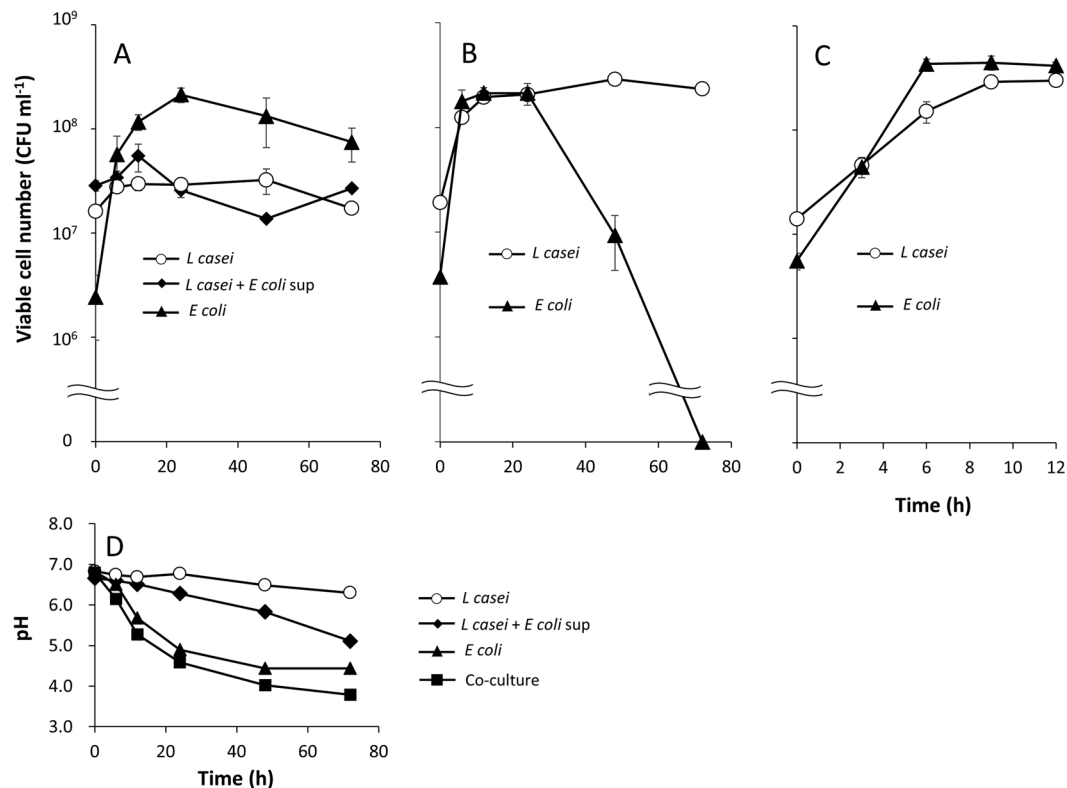 Viable cell number (CFU ml⁻¹)
10⁹
10⁸
10⁷
10⁶
0
A
L casei
L casei + E coli sup
E coli
0 20 40 60 80
B
L casei
E coli
0 20 40 60 80
C
L casei
E coli
0 2 4 6 8 10 12
Time (h)
D
pH
8.0
7.0
6.0
5.0
4.0
3.0
0 20 40 60 80
Time (h)
L casei
L casei + E coli sup
E coli
Co-culture